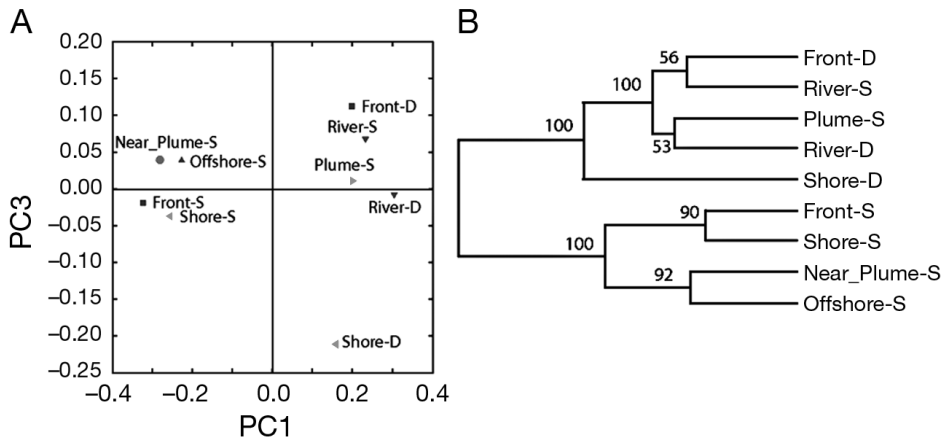 A
0.20
0.15
0.10
0.05
0.00
−0.05
−0.10
−0.15
−0.20
−0.25
PC3
−0.4
−0.2
0.0
0.2
0.4
PC1
Front-D
River-S
Near_Plume-S
Offshore-S
Plume-S
River-D
Front-S
Shore-S
Shore-D
B
56
100
100
53
90
100
92
Front-D
River-S
Plume-S
River-D
Shore-D
Front-S
Shore-S
Near_Plume-S
Offshore-S